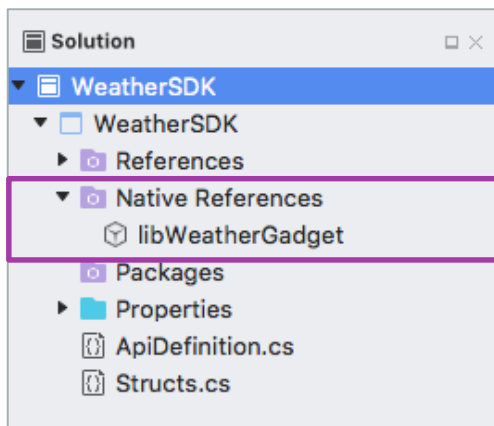 Solution
WeatherSDK
WeatherSDK
References
Native References
libWeatherGadget
Packages
Properties
ApiDefinition.cs
Structs.cs